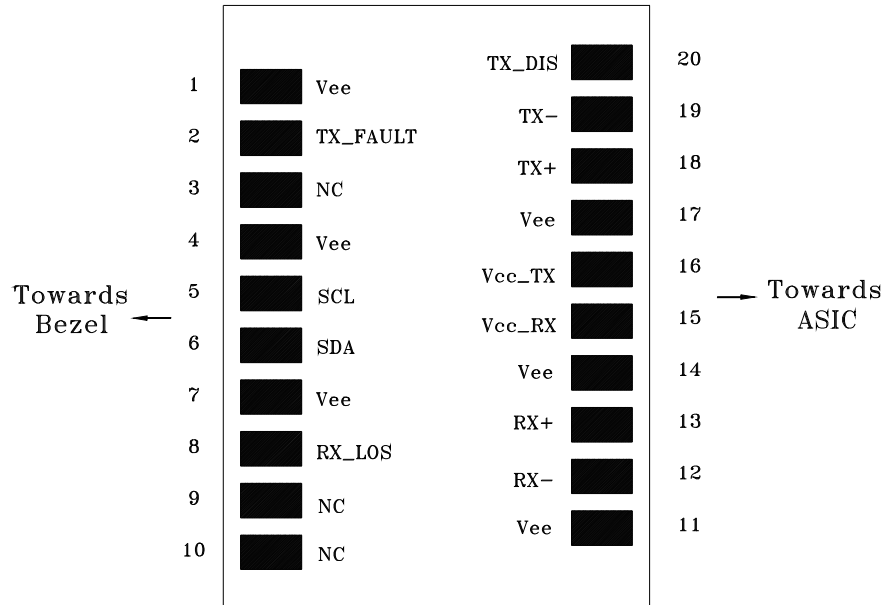 1 Vee
2 TX_FAULT
3 NC
4 Vee
5 SCL
6 SDA
7 Vee
8 RX_LOS
9 NC
10 NC
TX_DIS 20
TX- 19
TX+ 18
Vee 17
Vcc_TX 16
Vcc_RX 15
Vee 14
RX+ 13
RX- 12
Vee 11
Towards
Bezel
Towards
ASIC